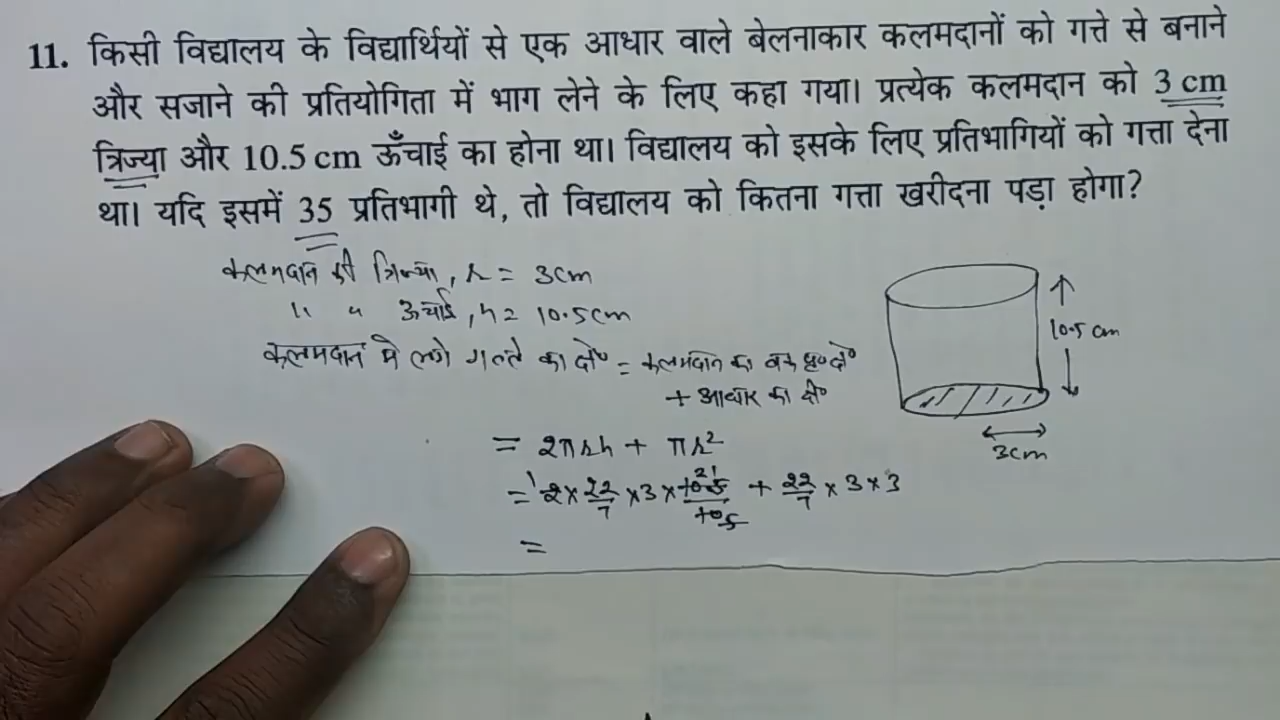 11. किसी विद्यालय के विद्यार्थियों से एक आधार वाले बेलनाकार कलमदानों को गत्ते से बनाने
और सजाने की प्रतियोगिता में भाग लेने के लिए कहा गया। प्रत्येक कलमदान को 3 cm
त्रिज्या और 10.5 cm ऊँचाई का होना था। विद्यालय को इसके लिए प्रतिभागियों को गत्ता देना
था। यदि इसमें 35 प्रतिभागी थे, तो विद्यालय को कितना गत्ता खरीदना पड़ा होगा?
कलमदान की त्रिज्या, r = 3cm
" " ऊचाई, h = 10.5cm
10.5 cm
कलमदान मे लगे गत्ते का क्षे० = कलमदान का वक्र पृ० क्षे०
+ आधार का क्षे०
3cm
= 2πrh + πr²
= 2 × 22/7 × 3 × 105/10 + 22/7 × 3 × 3
=